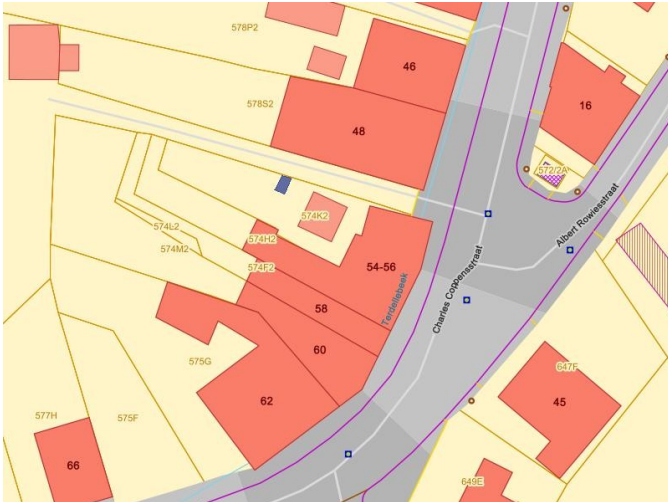 578P2
46
578S2
48
16
572/2A
574K2
Albert Rowiesstraat
574L2
574H2
574M2
574F2
54-56
Terdellebeek
Charles Coppensstraat
58
60
575G
647F
62
45
577H
575F
66
649E